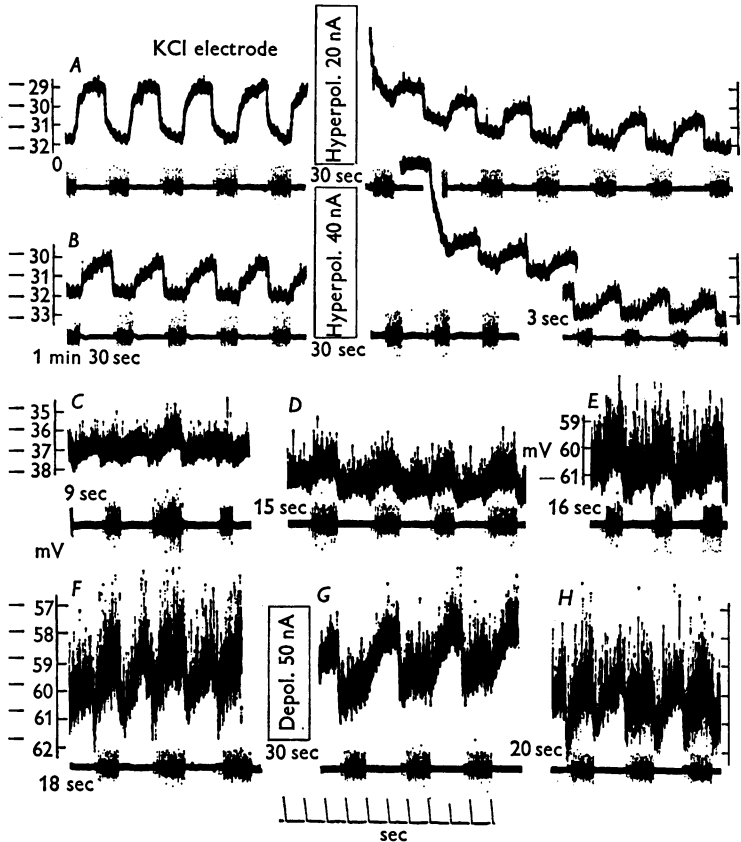 A
KCl electrode
Hyperpol. 20 nA
– 29
– 30
– 31
– 32
0
30 sec
B
Hyperpol. 40 nA
– 30
– 31
– 32
– 33
1 min 30 sec
30 sec
3 sec
C
– 35
– 36
– 37
– 38
9 sec
mV
D
15 sec
E
59
mV 60
– 61
16 sec
F
– 57
– 58
– 59
– 60
– 61
62
18 sec
Depol. 50 nA
30 sec
G
H
20 sec
sec